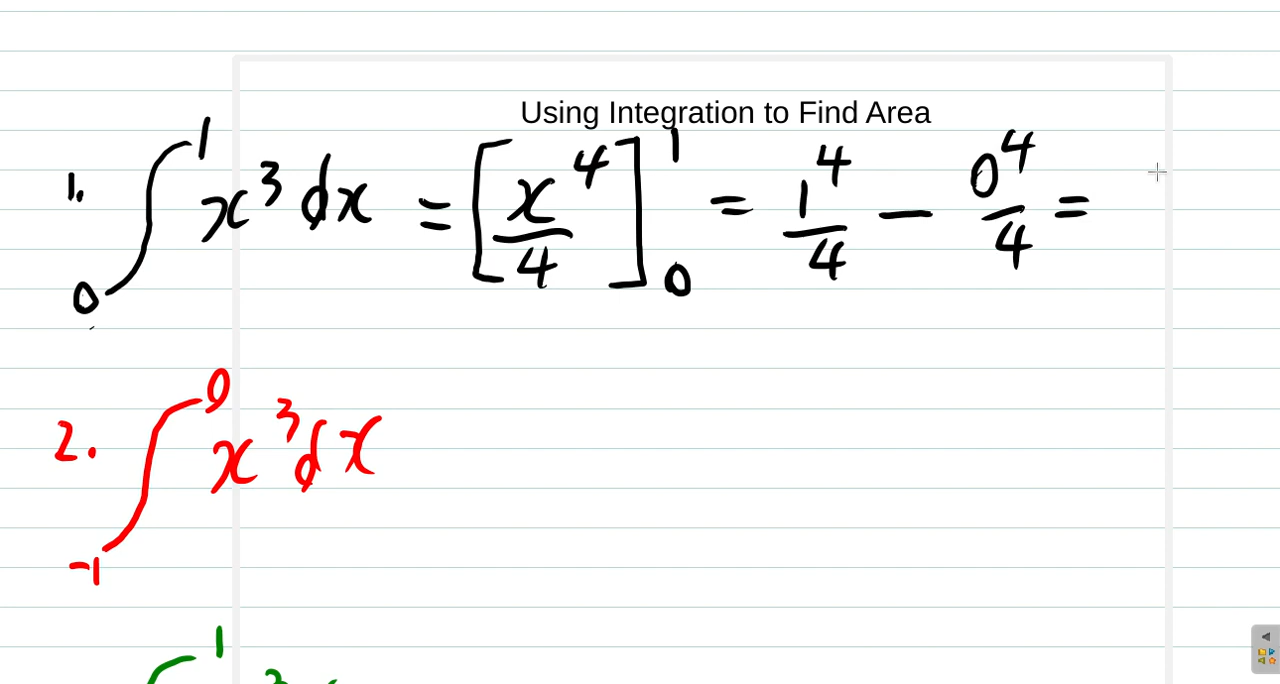 Using Integration to Find Area
1. ∫₀¹ x³ dx = [x⁴/4]₀¹ = 1⁴/4 − 0⁴/4 =
2. ∫₋₁⁰ x³ dx
1